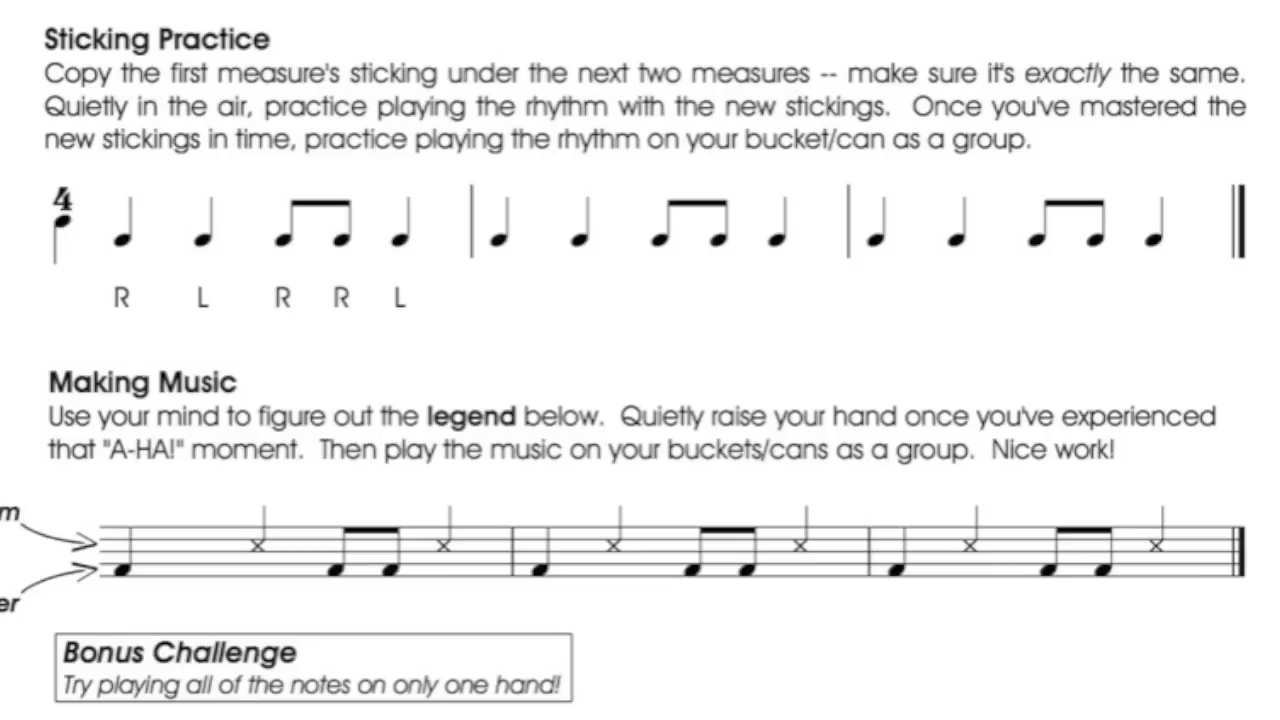 Sticking Practice
Copy the first measure's sticking under the next two measures -- make sure it's exactly the same.
Quietly in the air, practice playing the rhythm with the new stickings. Once you've mastered the
new stickings in time, practice playing the rhythm on your bucket/can as a group.
4
R L R R L
Making Music
Use your mind to figure out the legend below. Quietly raise your hand once you've experienced
that "A-HA!" moment. Then play the music on your buckets/cans as a group. Nice work!
Bonus Challenge
Try playing all of the notes on only one hand!